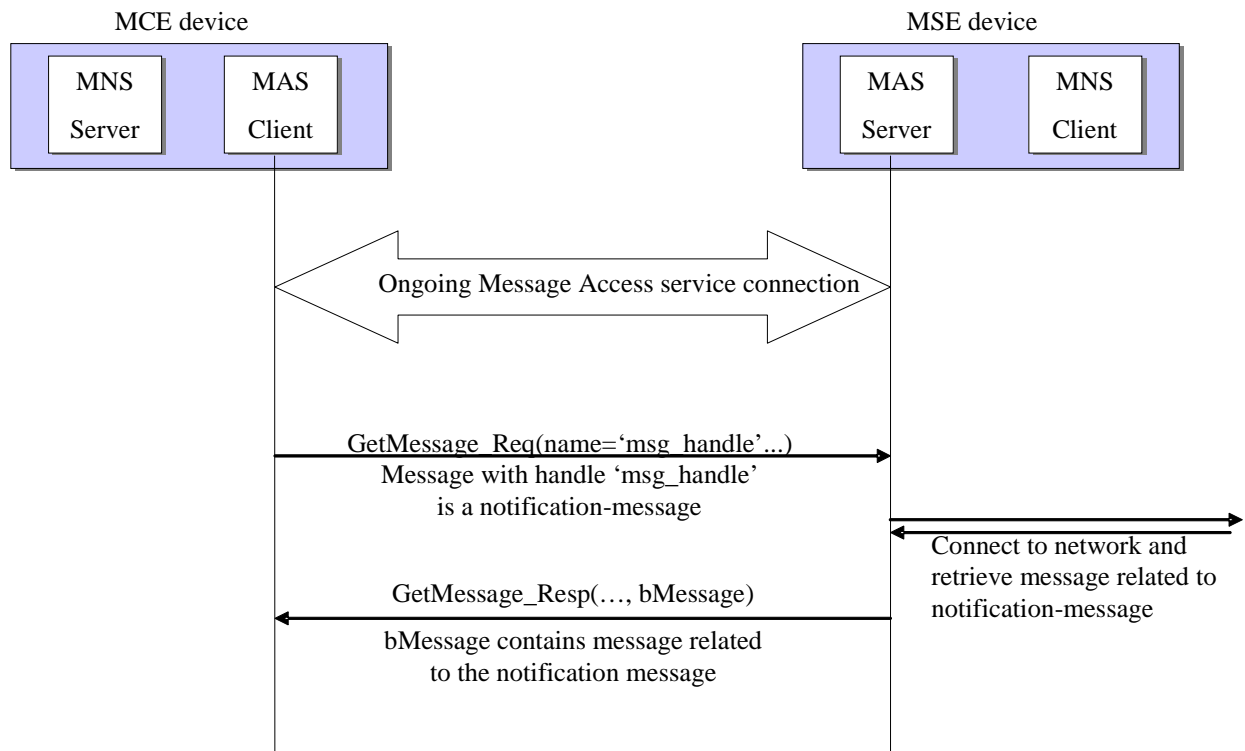 MCE device
MSE device
MNS
Server
MAS
Client
MAS
Server
MNS
Client
Ongoing Message Access service connection
GetMessage_Req(name=‘msg_handle’...)
Message with handle ‘msg_handle’
is a notification-message
Connect to network and
retrieve message related to
notification-message
GetMessage_Resp(…, bMessage)
bMessage contains message related
to the notification message